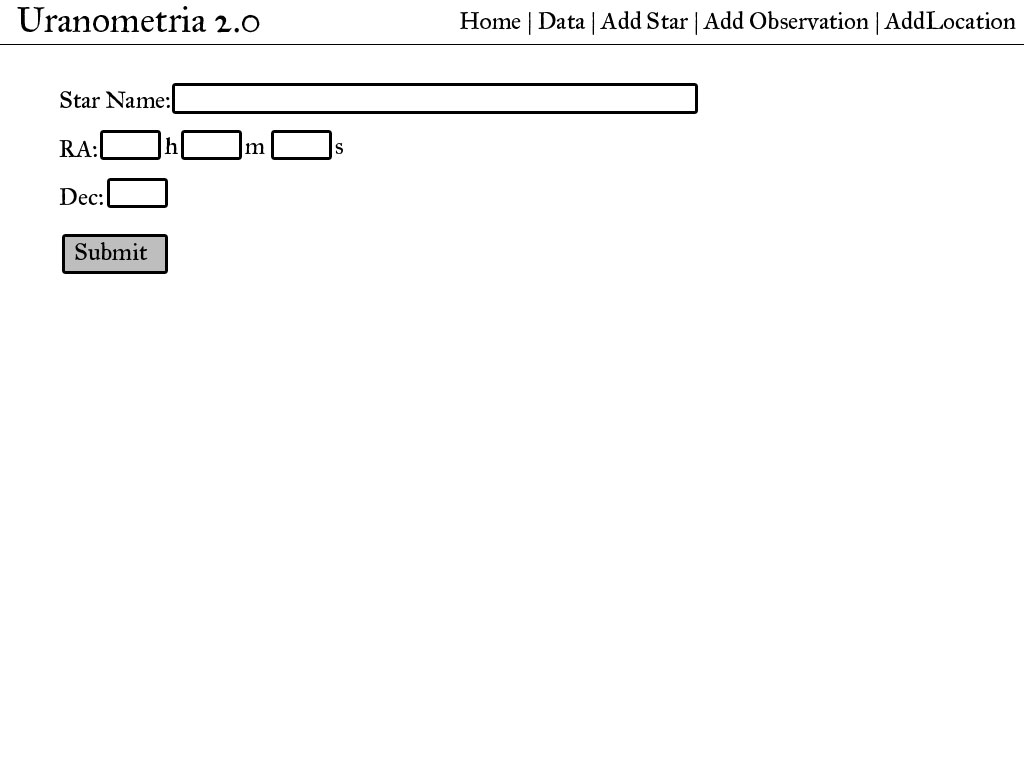 Uranometria 2.0
Home | Data | Add Star | Add Observation | AddLocation
Star Name:
RA: h m s
Dec:
Submit